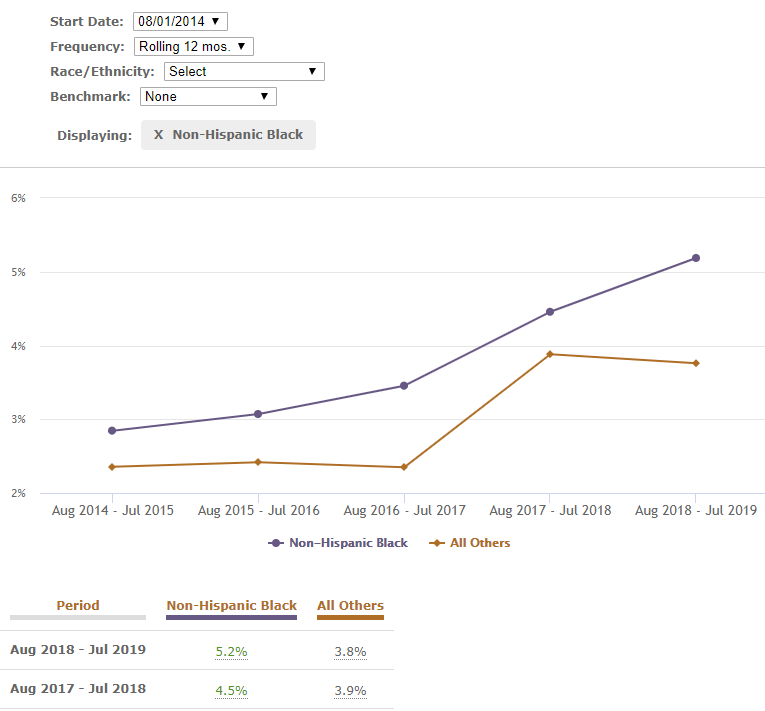 Start Date: 08/01/2014 ▼
Frequency: Rolling 12 mos. ▼
Race/Ethnicity: Select ▼
Benchmark: None ▼
Displaying: X Non-Hispanic Black
6%
5%
4%
3%
2%
Aug 2014 - Jul 2015 Aug 2015 - Jul 2016 Aug 2016 - Jul 2017 Aug 2017 - Jul 2018 Aug 2018 - Jul 2019
Non-Hispanic Black All Others
Period Non-Hispanic Black All Others
Aug 2018 - Jul 2019 5.2% 3.8%
Aug 2017 - Jul 2018 4.5% 3.9%